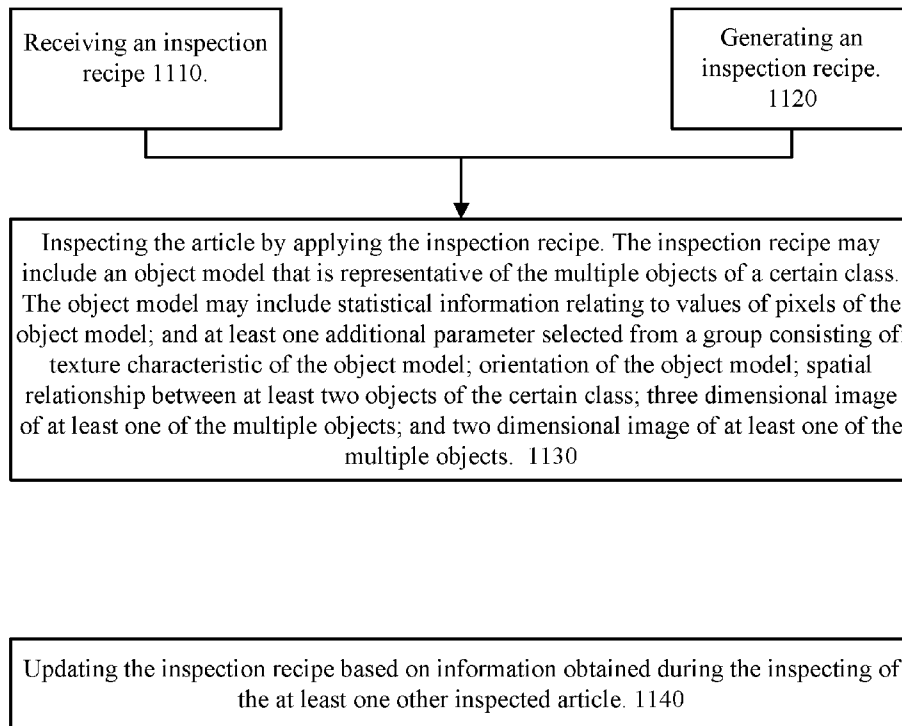 Receiving an inspection
recipe 1110.
Generating an
inspection recipe.
1120
Inspecting the article by applying the inspection recipe. The inspection recipe may
include an object model that is representative of the multiple objects of a certain class.
The object model may include statistical information relating to values of pixels of the
object model; and at least one additional parameter selected from a group consisting of:
texture characteristic of the object model; orientation of the object model; spatial
relationship between at least two objects of the certain class; three dimensional image
of at least one of the multiple objects; and two dimensional image of at least one of the
multiple objects. 1130
Updating the inspection recipe based on information obtained during the inspecting of
the at least one other inspected article. 1140